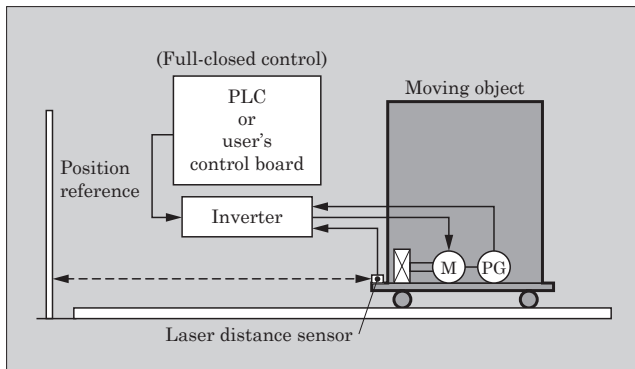 (Full-closed control)
PLC
or
user's
control board
Moving object
Position
reference
Inverter
M
PG
Laser distance sensor